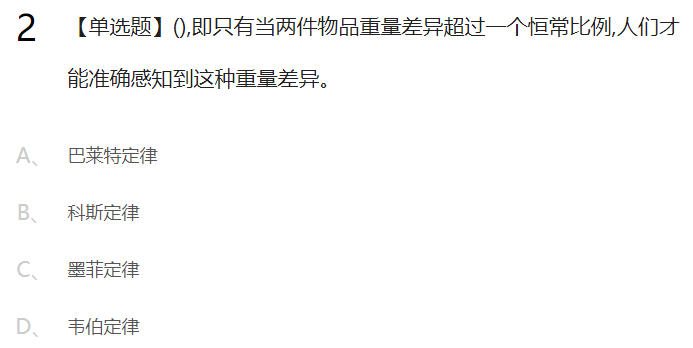 2 【单选题】(),即只有当两件物品重量差异超过一个恒常比例,人们才
能准确感知到这种重量差异。
A、 巴莱特定律
B、 科斯定律
C、 墨菲定律
D、 韦伯定律